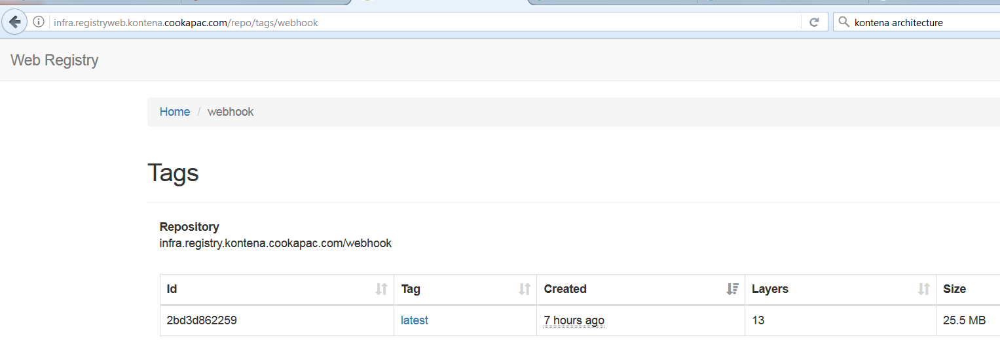 infra.registryweb.kontena.cookapac.com/repo/tags/webhook
kontena architecture
Web Registry
Home / webhook
Tags
Repository
infra.registry.kontena.cookapac.com/webhook
Id Tag Created Layers Size
2bd3d862259 latest 7 hours ago 13 25.5 MB